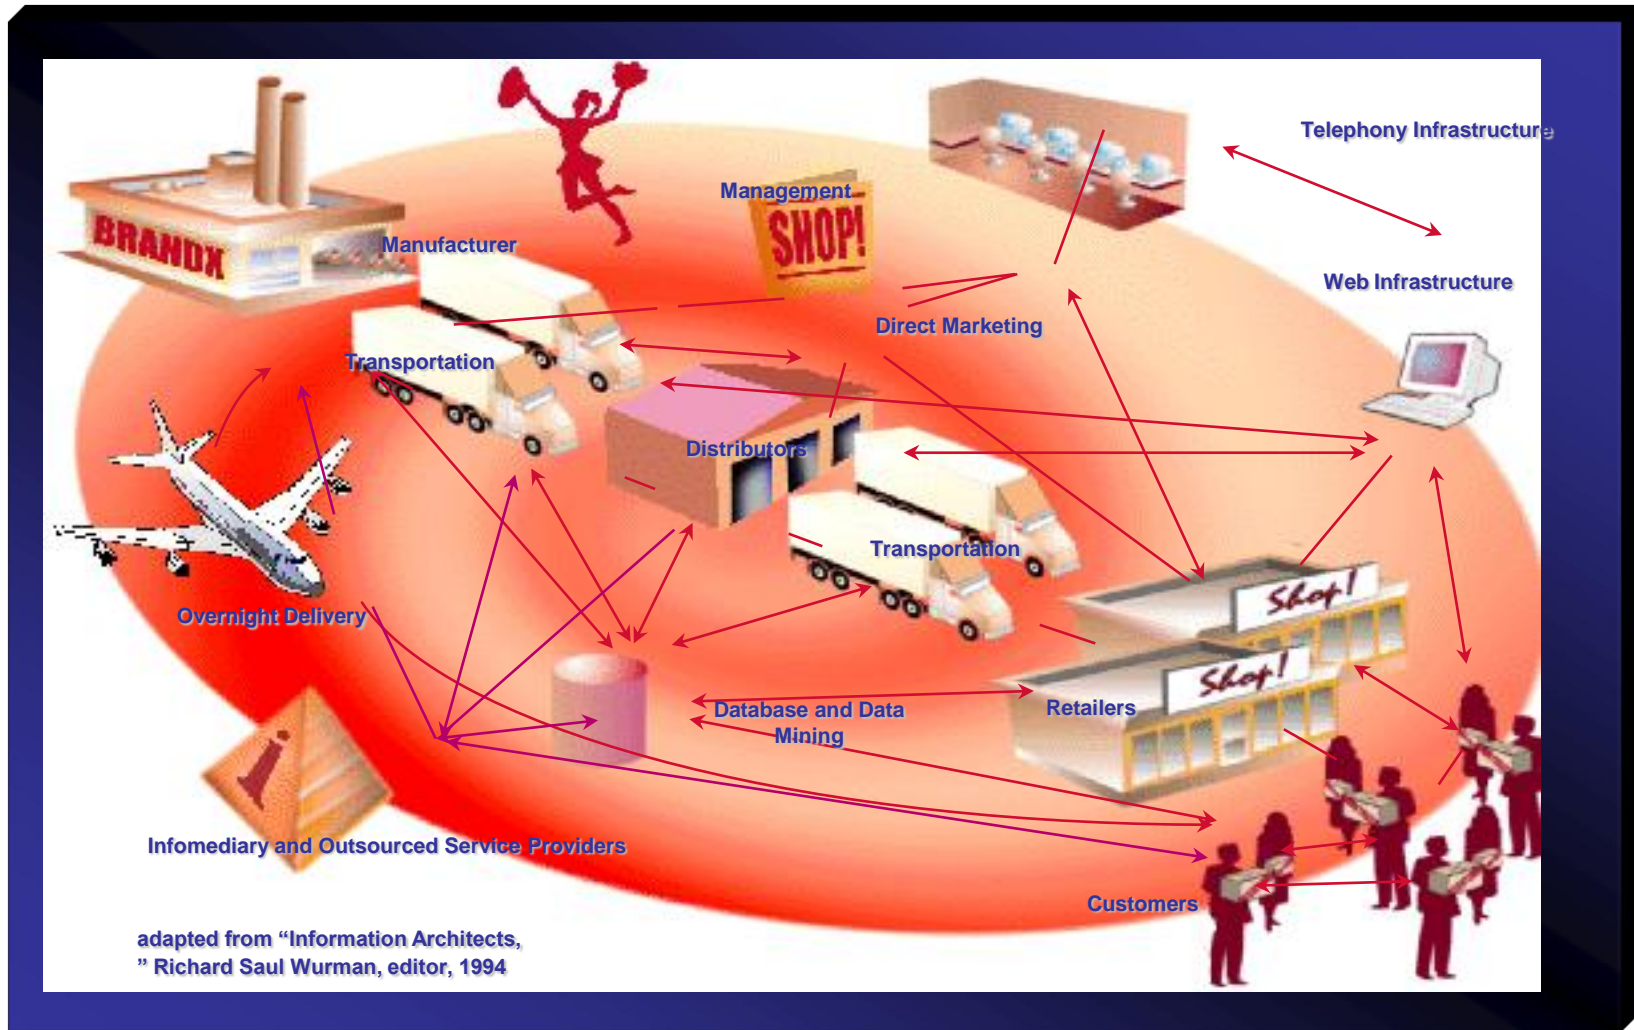 Telephony Infrastructure
Management
SHOP!
BRANDX
Manufacturer
Web Infrastructure
Direct Marketing
Transportation
Distributors
Transportation
Shop!
Overnight Delivery
Shop!
Retailers
Database and Data
Mining
i
Infomediary and Outsourced Service Providers
Customers
adapted from “Information Architects,
” Richard Saul Wurman, editor, 1994